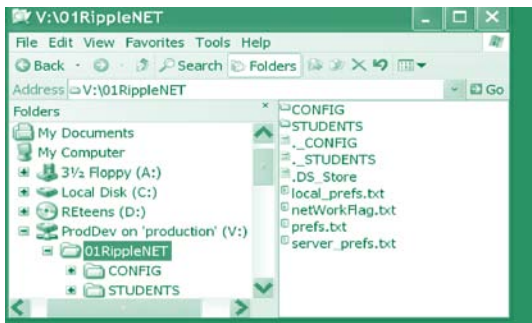 V:\01RippleNET
File Edit View Favorites Tools Help
Back Search Folders
Address V:\01RippleNET Go
Folders
My Documents
My Computer
3½ Floppy (A:)
Local Disk (C:)
REteens (D:)
ProdDev on 'production' (V:)
01RippleNET
CONFIG
STUDENTS
CONFIG
STUDENTS
._CONFIG
._STUDENTS
.DS_Store
local_prefs.txt
netWorkFlag.txt
prefs.txt
server_prefs.txt